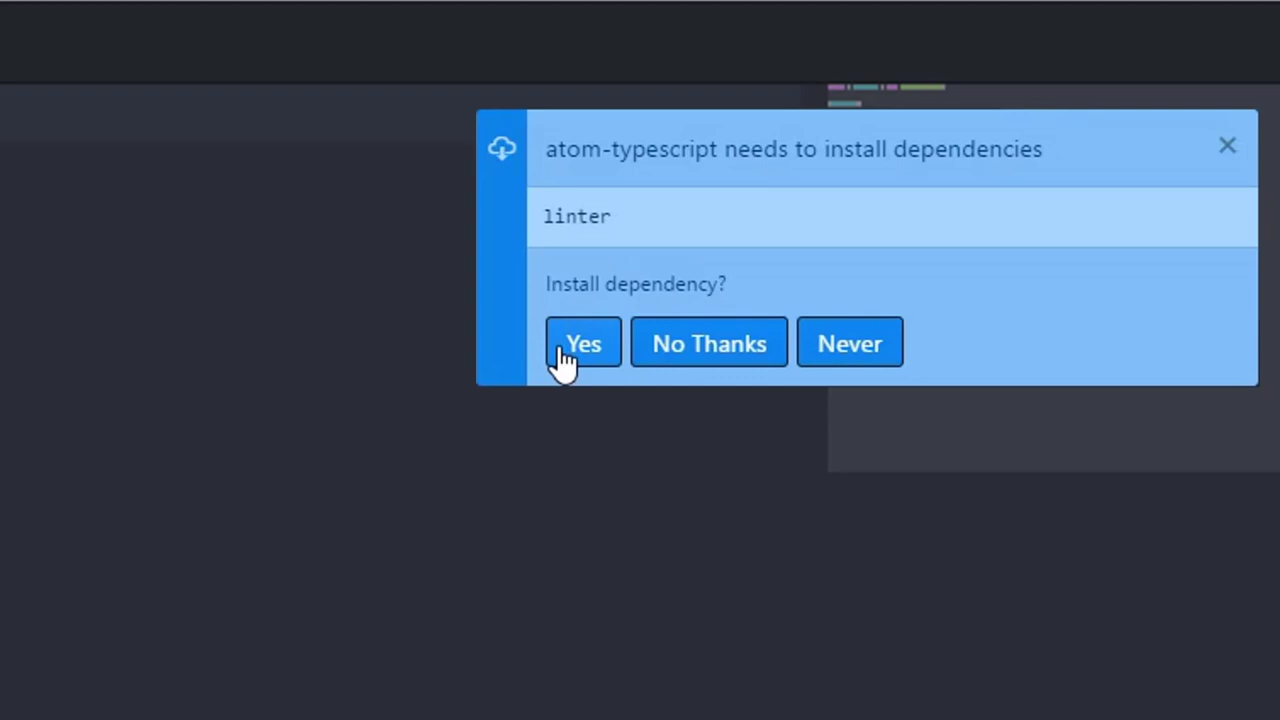 atom-typescript needs to install dependencies
linter
Install dependency?
Yes No Thanks Never